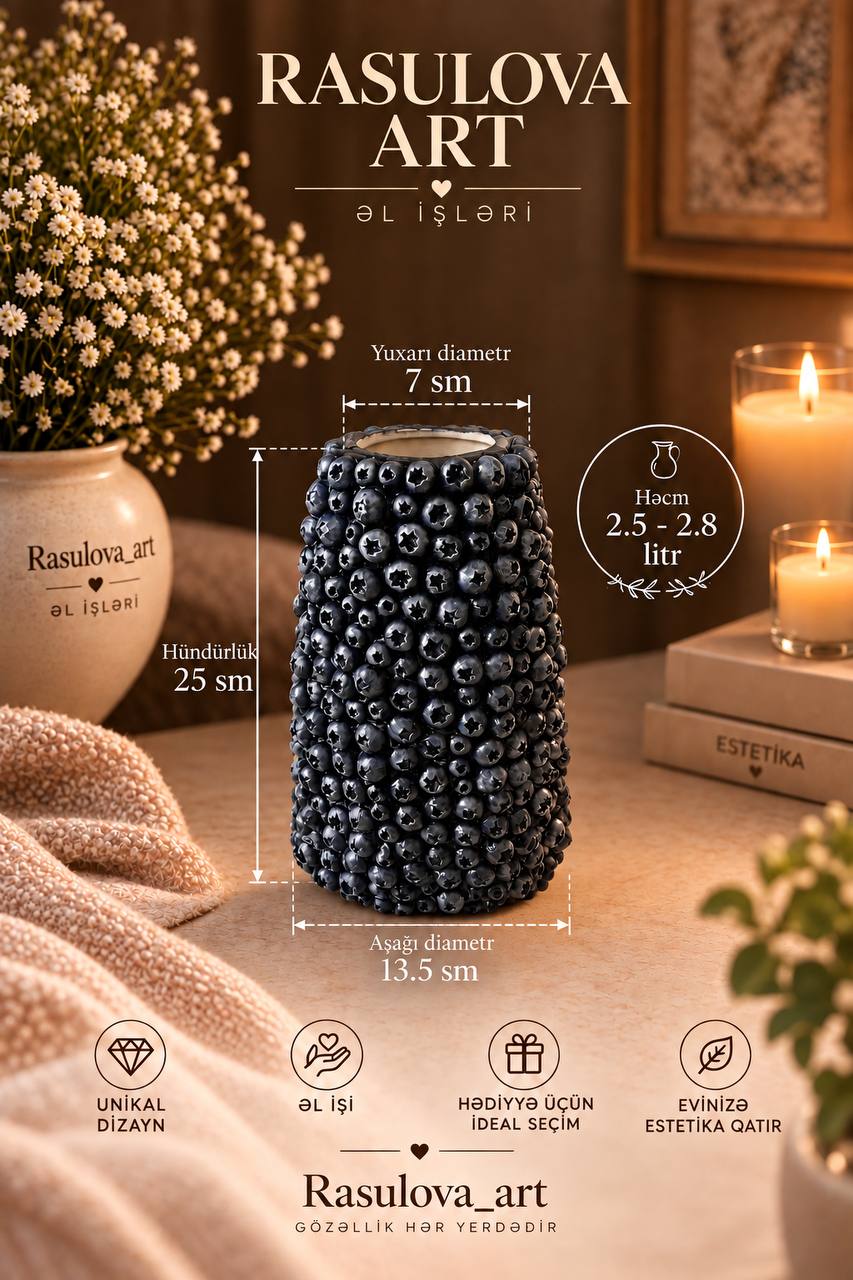 RASULOVA
ART
ƏL İŞLƏRİ
Yuxarı diametr
7 sm
Həcm
2.5 - 2.8
litr
Rasulova_art
ƏL İŞLƏRİ
Hündürlük
25 sm
ESTETİKA
Aşağı diametr
13.5 sm
UNİKAL
DİZAYN
ƏL İŞİ
HƏDİYYƏ ÜÇÜN
İDEAL SEÇİM
EVİNİZƏ
ESTETİKA QATIR
Rasulova_art
GÖZƏLLİK HƏR YERDƏDİR